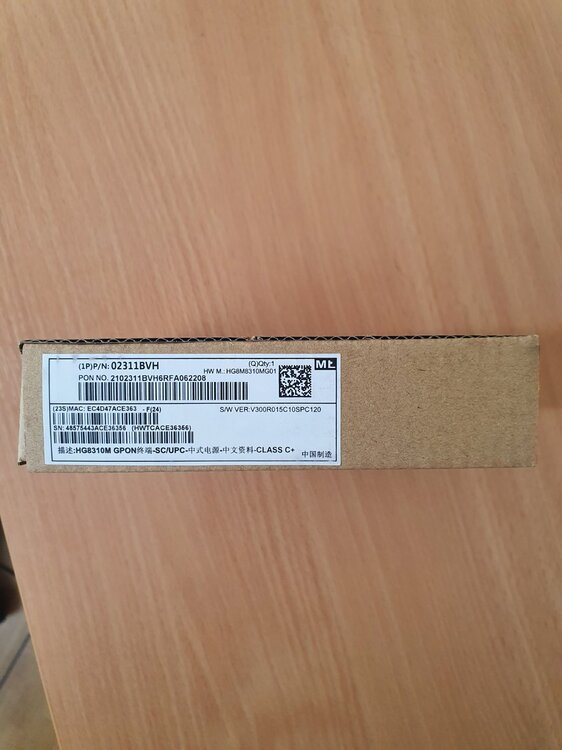 (1P)P/N: 02311BVH
(Q)Qty:1
HW M.: HG8M8310MG01
PON NO. 2102311BVH6RFA062208
(23S)MAC: EC4D47ACE363 - F(24)
S/W VER:V300R015C10SPC120
SN: 48575443ACE36356 (HWTCACE36366)
描述:HG8310M GPON终端-SC/UPC-中式电源-中文资料-CLASS C+
中国制造